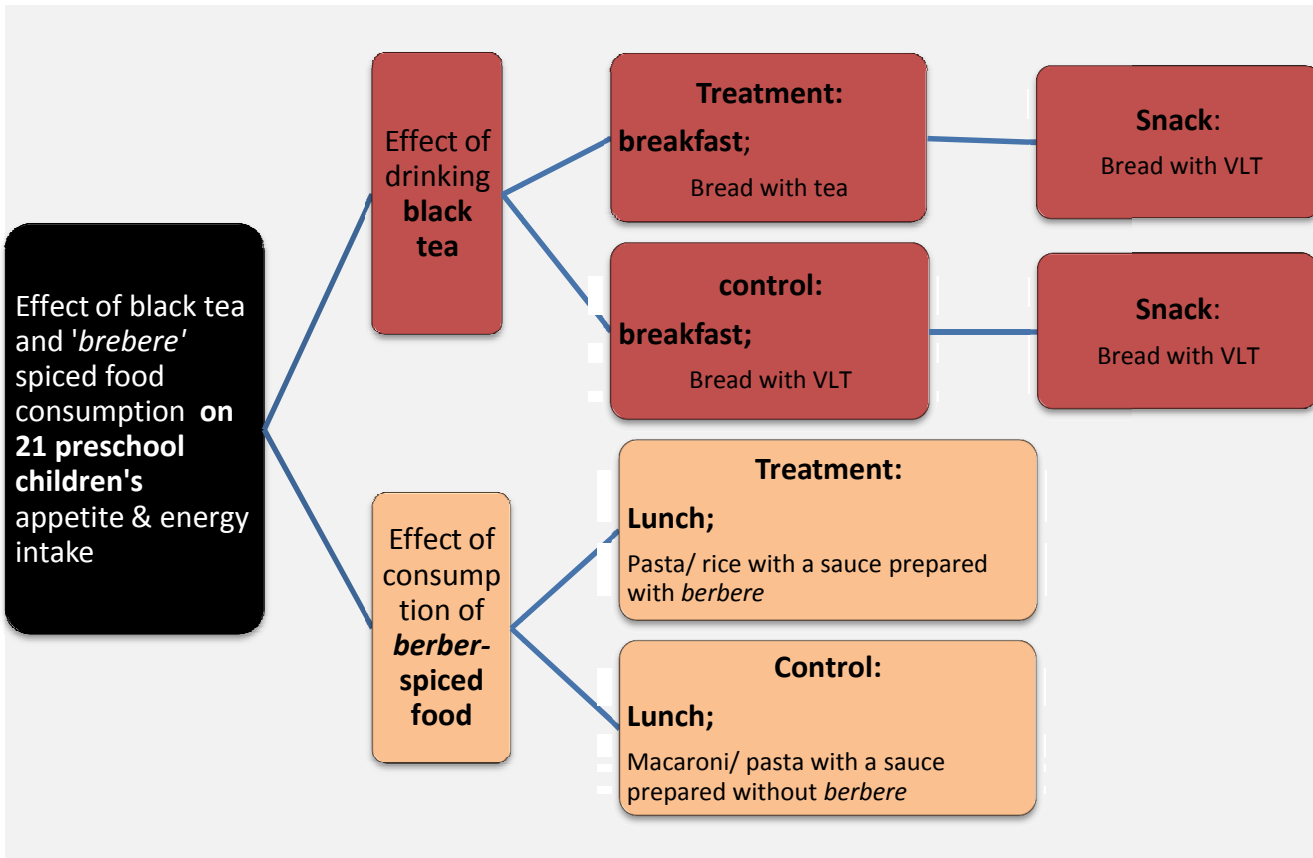 Effect of black tea
and 'brebere'
spiced food
consumption on
21 preschool
children's
appetite & energy
intake
Effect of
drinking
black
tea
Treatment:
breakfast;
Bread with tea
Snack:
Bread with VLT
control:
breakfast;
Bread with VLT
Snack:
Bread with VLT
Effect of
consump
tion of
berber-
spiced
food
Treatment:
Lunch;
Pasta/ rice with a sauce prepared
with berbere
Control:
Lunch;
Macaroni/ pasta with a sauce
prepared without berbere